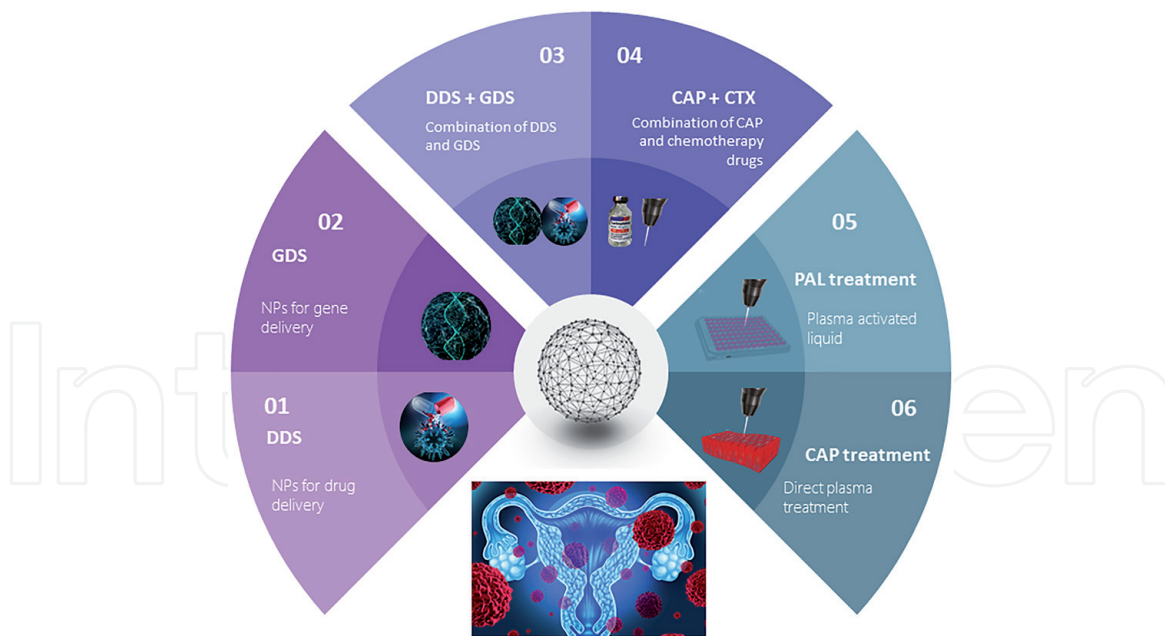 01
DDS
NPs for drug
delivery
02
GDS
NPs for gene
delivery
03
DDS + GDS
Combination of DDS
and GDS
04
CAP + CTX
Combination of CAP
and chemotherapy
drugs
05
PAL treatment
Plasma activated
liquid
06
CAP treatment
Direct plasma
treatment